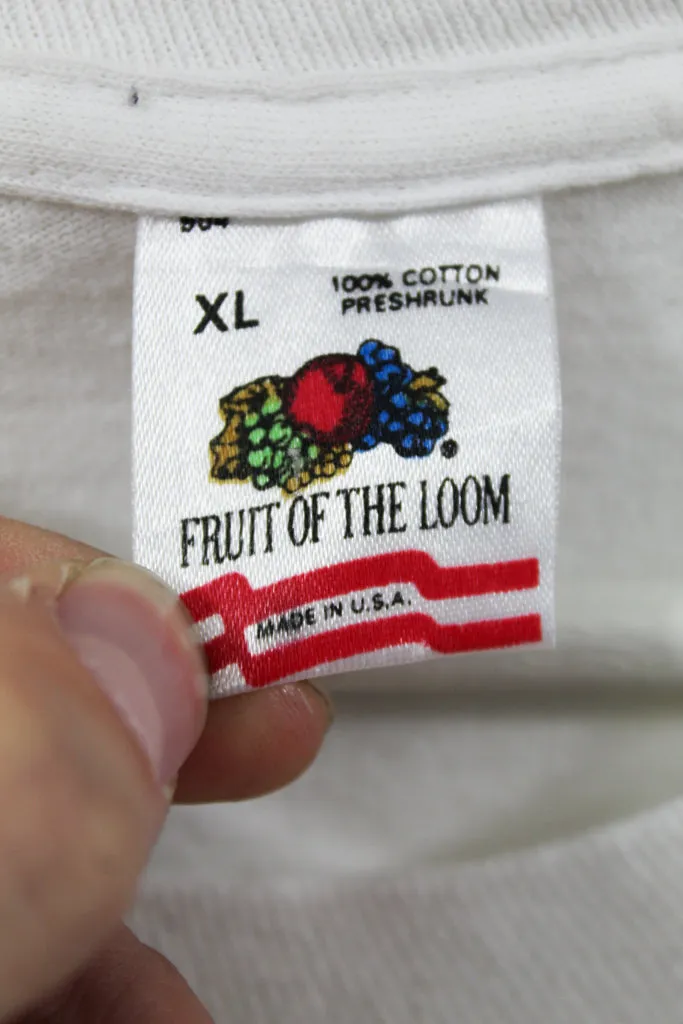 XL
100% COTTON
PRESHRUNK
®
FRUIT OF THE LOOM
MADE IN U.S.A.